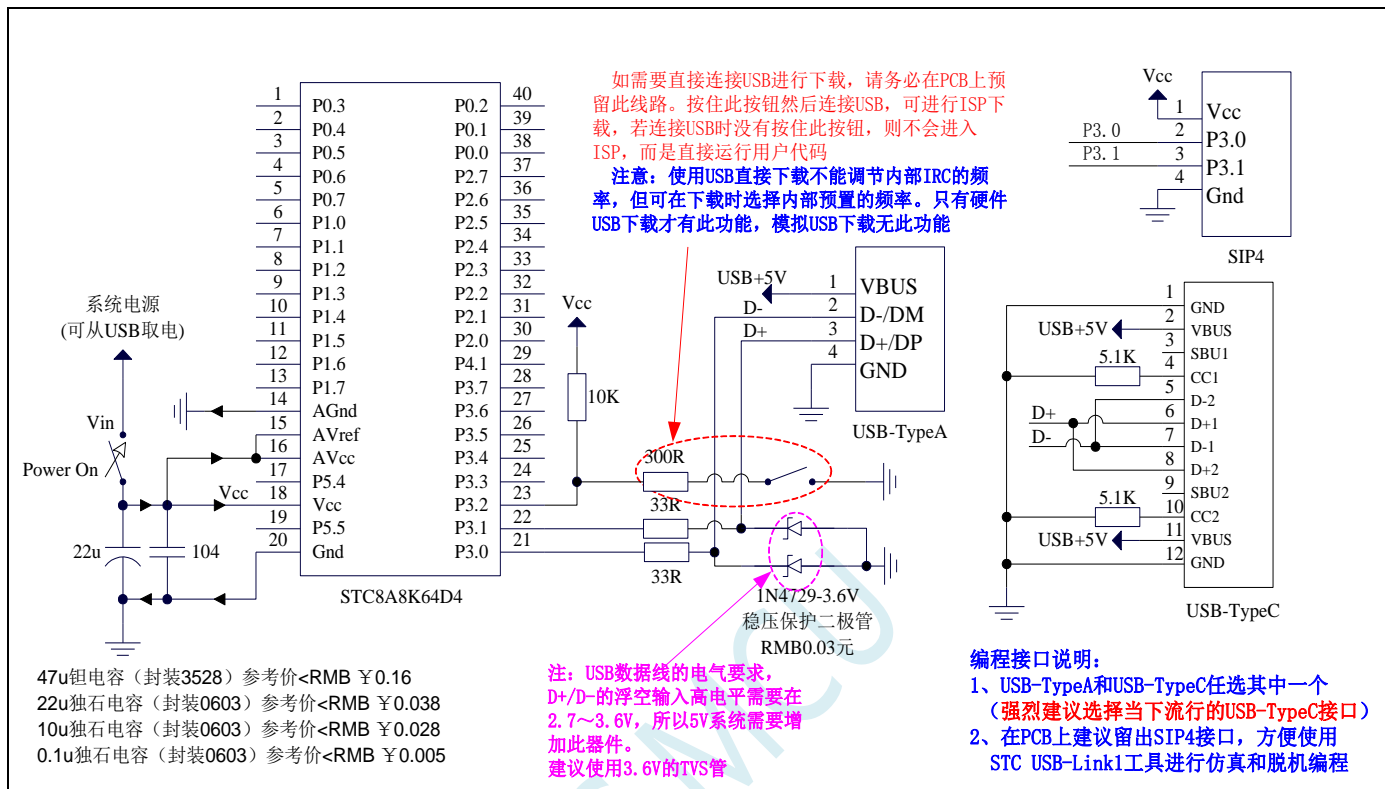 如需要直接连接USB进行下载，请务必在PCB上预
留此线路。按住此按钮然后连接USB，可进行ISP下
载，若连接USB时没有按住此按钮，则不会进入
ISP，而是直接运行用户代码
注意：使用USB直接下载不能调节内部IRC的频
率，但可在下载时选择内部预置的频率。只有硬件
USB下载才有此功能，模拟USB下载无此功能
1 P0.3
2 P0.4
3 P0.5
4 P0.6
5 P0.7
6 P1.0
7 P1.1
8 P1.2
9 P1.3
10 P1.4
11 P1.5
12 P1.6
13 P1.7
14 AGnd
15 AVref
16 AVcc
17 P5.4
18 Vcc
19 P5.5
20 Gnd
P0.2 40
P0.1 39
P0.0 38
P2.7 37
P2.6 36
P2.5 35
P2.4 34
P2.3 33
P2.2 32
P2.1 31
P2.0 30
P4.1 29
P3.7 28
P3.6 27
P3.5 26
P3.4 25
P3.3 24
P3.2 23
P3.1 22
P3.0 21
STC8A8K64D4
系统电源
(可从USB取电)
Vin
Power On
Vcc
22u
104
Vcc
10K
300R
33R
33R
USB+5V
D-
D+
1 VBUS
2 D-/DM
3 D+/DP
4 GND
USB-TypeA
1N4729-3.6V
稳压保护二极管
RMB0.03元
Vcc
P3.0
P3.1
1 Vcc
2 P3.0
3 P3.1
4 Gnd
SIP4
USB+5V
5.1K
D+
D-
5.1K
USB+5V
1 GND
2 VBUS
3 SBU1
4 CC1
5 D-2
6 D+1
7 D-1
8 D+2
9 SBU2
10 CC2
11 VBUS
12 GND
USB-TypeC
47u钽电容（封装3528）参考价<RMB ￥0.16
22u独石电容（封装0603）参考价<RMB ￥0.038
10u独石电容（封装0603）参考价<RMB ￥0.028
0.1u独石电容（封装0603）参考价<RMB ￥0.005
注：USB数据线的电气要求，
D+/D-的浮空输入高电平需要在
2.7～3.6V，所以5V系统需要增
加此器件。
建议使用3.6V的TVS管
编程接口说明：
1、USB-TypeA和USB-TypeC任选其中一个
（强烈建议选择当下流行的USB-TypeC接口）
2、在PCB上建议留出SIP4接口，方便使用
STC USB-Link1工具进行仿真和脱机编程
MCU